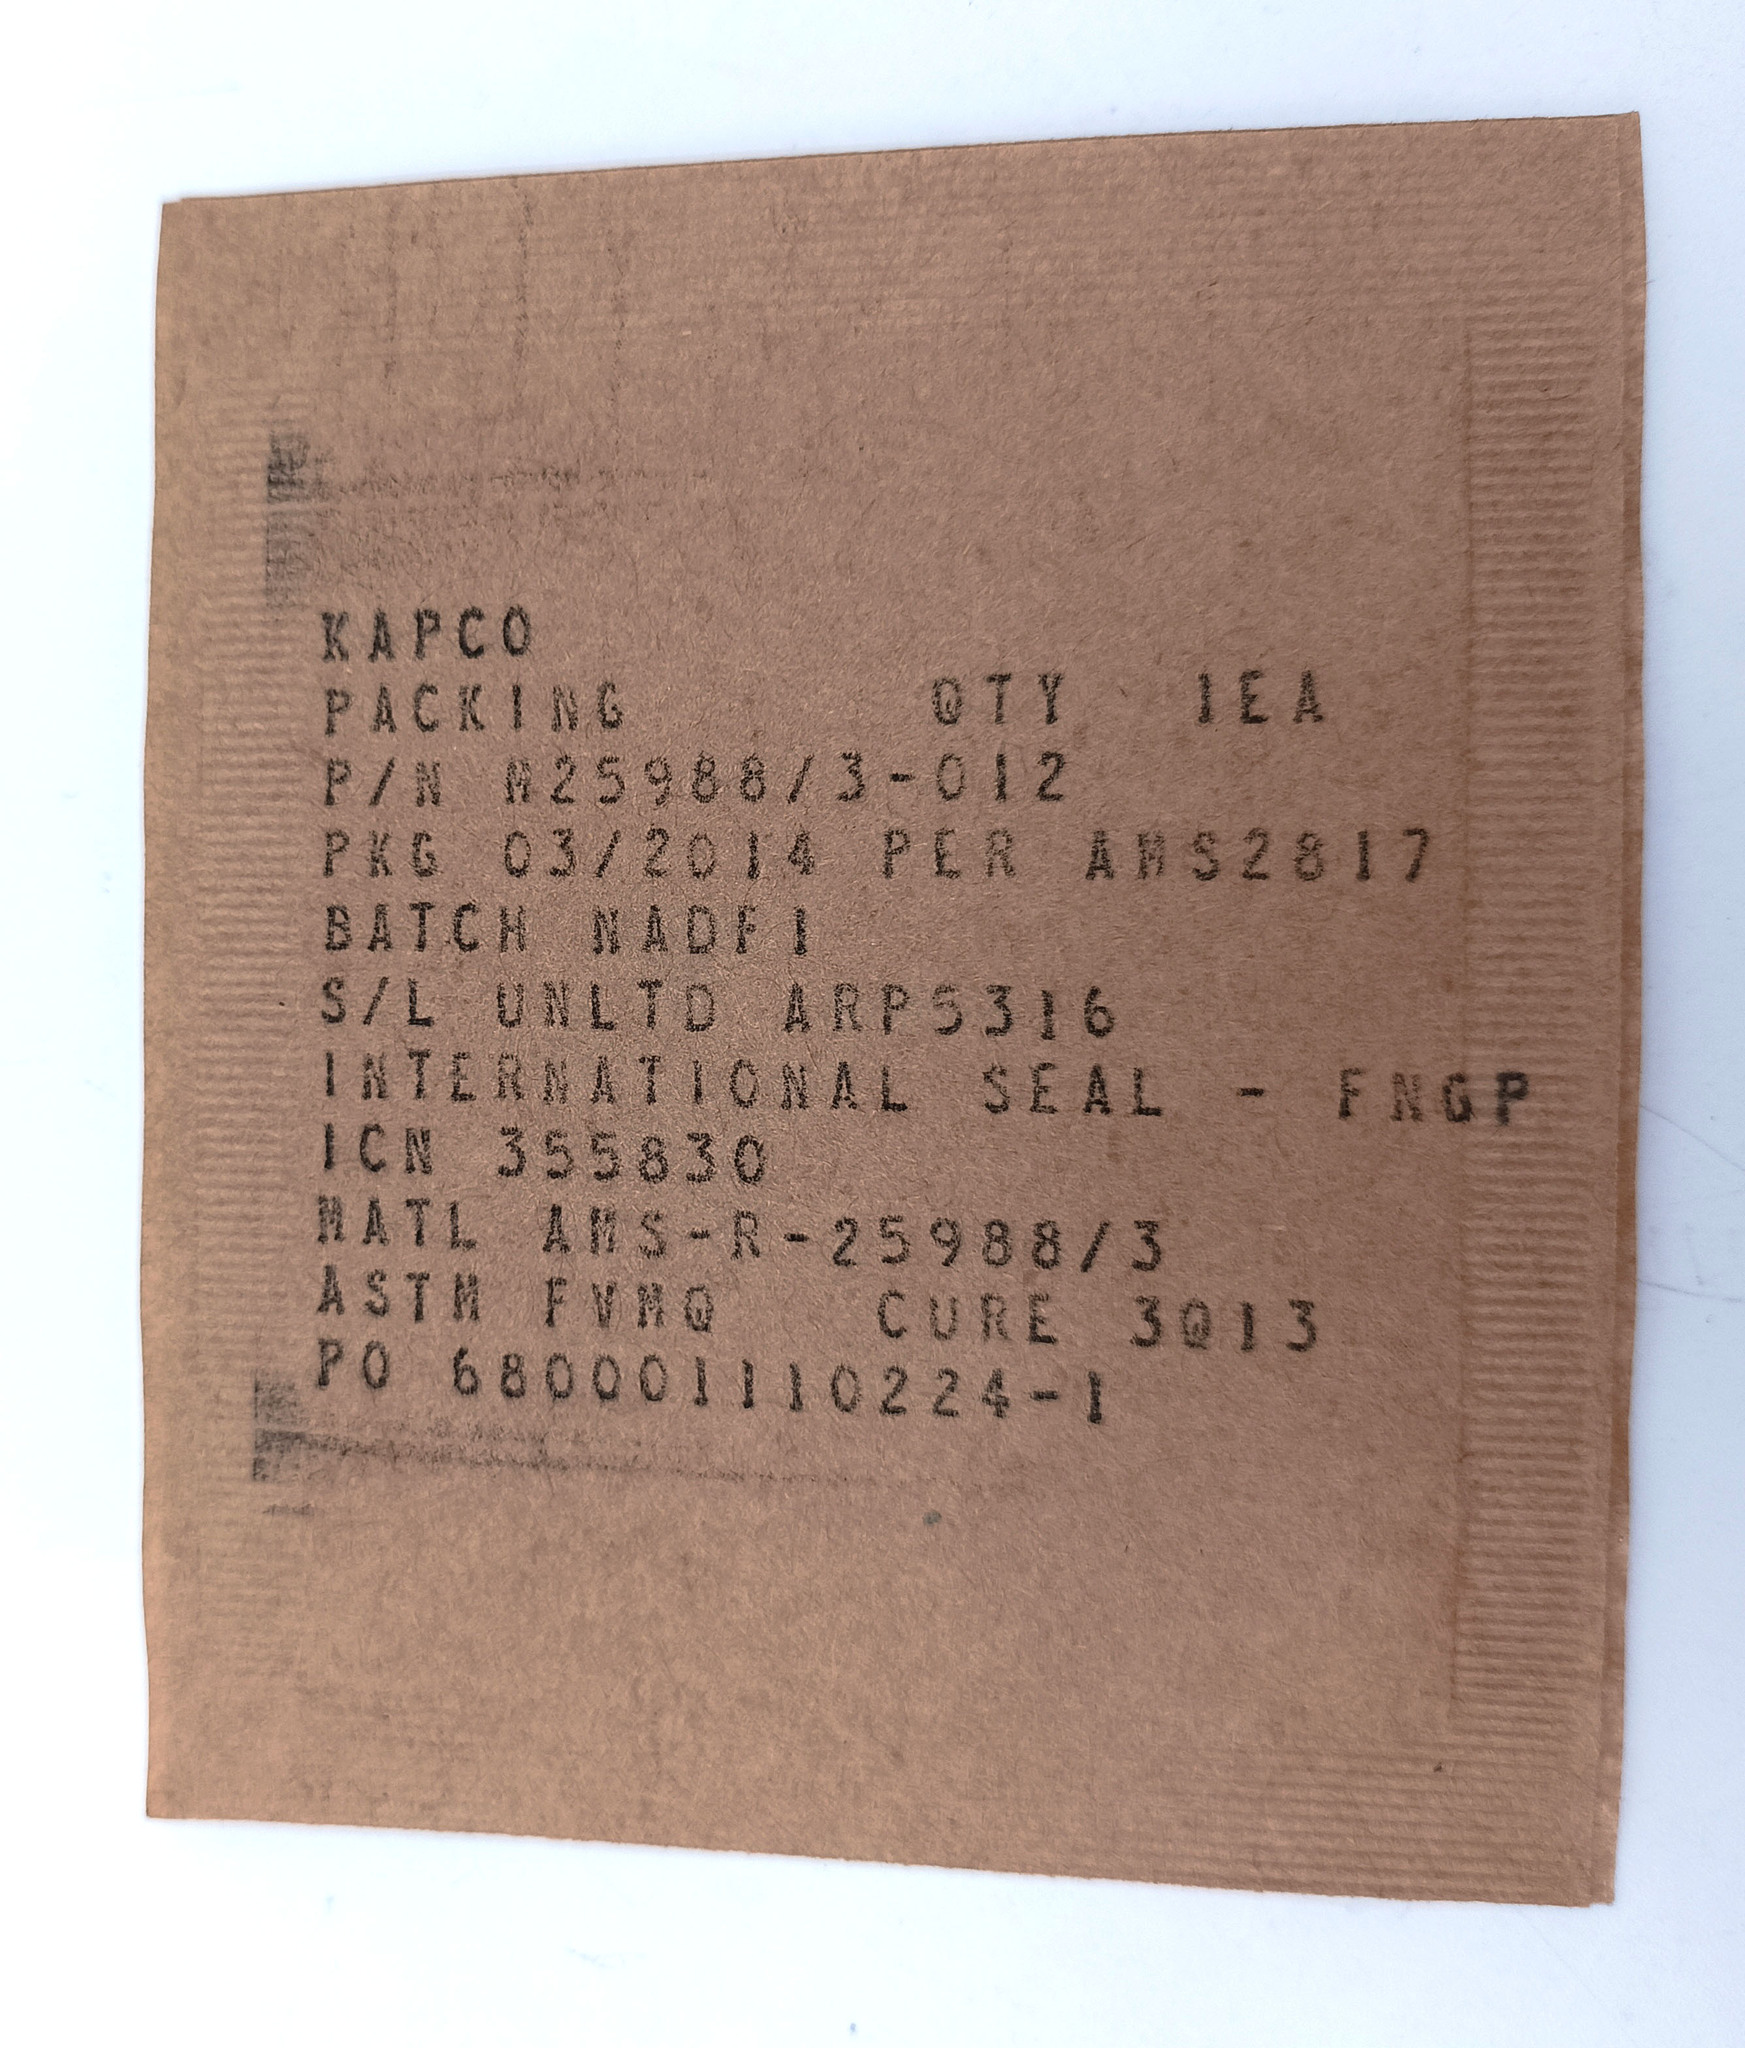 KAPCO
PACKING QTY 1EA
P/N M25988/3-012
PKG 03/2014 PER AMS2817
BATCH NADF1
S/L UNLTD ARP5316
INTERNATIONAL SEAL - FNGP
ICN 355830
MATL AMS-R-25988/3
ASTM FVMQ CURE 3Q13
PO 680001110224-1